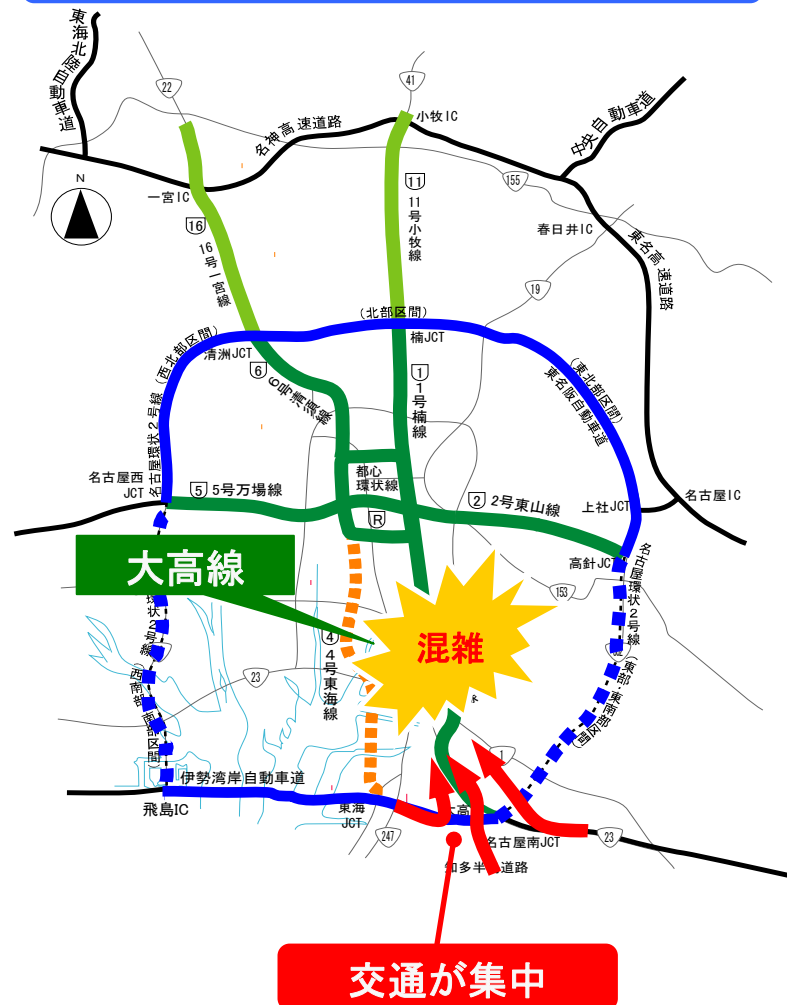 東海北陸自動車道
22
41
小牧IC
名神高速道路
中央自動車道
N
一宮IC
155
11
11号小牧線
16
16号一宮線
春日井IC
東名高速道路
19
(北部区間)
楠JCT
(西北部区間)
清洲JCT
(東北部区間)
東名阪自動車道
6
6号清須線
1
1号楠線
名古屋環状2号線
名古屋西
JCT
都心
環状線
5
5号万場線
2
2号東山線
名古屋IC
上社JCT
R
高針JCT
名古屋環状2号線
大高線
153
環状2号線
混雑
4
4号東海線
23
(西南部・南部区間)
(東部・東南部区間)
1
伊勢湾岸自動車道
飛島IC
東海
JCT
大高
247
名古屋南JCT
23
知多半
道路
交通が集中